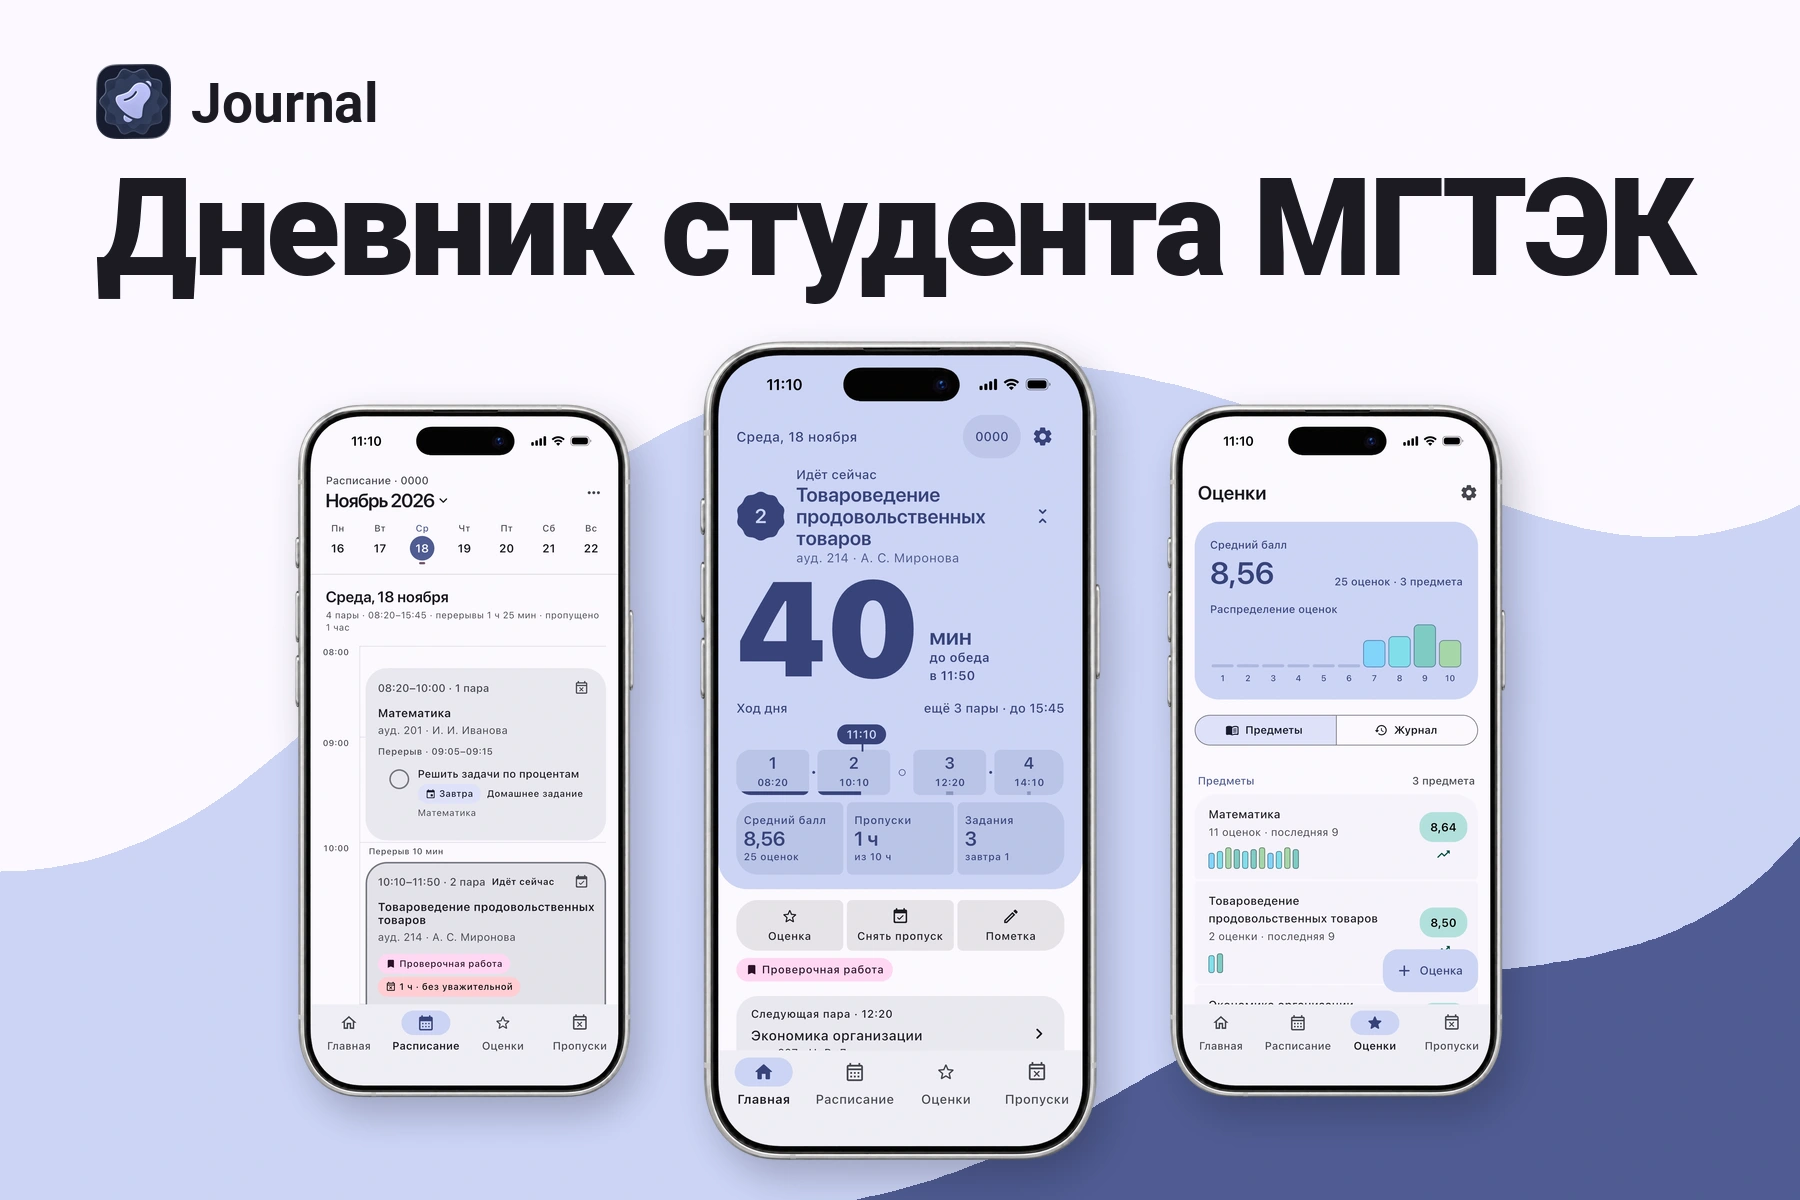 Journal
Дневник студента МГТЭК
11:10
Расписание · 0000
Ноябрь 2026
Пн Вт Ср Чт Пт Сб Вс
16 17 18 19 20 21 22
Среда, 18 ноября
4 пары · 08:20–15:45 · перерывы 1 ч 25 мин · пропущено
1 час
08:00
08:20–10:00 · 1 пара
Математика
ауд. 201 · И. И. Иванова
09:00
Перерыв · 09:05–09:15
Решить задачи по процентам
Завтра Домашнее задание
Математика
10:00
Перерыв 10 мин
10:10–11:50 · 2 пара Идёт сейчас
Товароведение продовольственных
товаров
ауд. 214 · А. С. Миронова
Проверочная работа
1 ч · без уважительной
Главная Расписание Оценки Пропуски
11:10
Среда, 18 ноября 0000
Идёт сейчас
2
Товароведение
продовольственных
товаров
ауд. 214 · А. С. Миронова
40 мин
до обеда
в 11:50
Ход дня ещё 3 пары · до 15:45
11:10
1 2 3 4
08:20 10:10 12:20 14:10
Средний балл Пропуски Задания
8,56 1 ч 3
25 оценок из 10 ч завтра 1
Оценка Снять пропуск Пометка
Проверочная работа
Следующая пара · 12:20
Экономика организации
Главная Расписание Оценки Пропуски
11:10
Оценки
Средний балл
8,56 25 оценок · 3 предмета
Распределение оценок
1 2 3 4 5 6 7 8 9 10
Предметы Журнал
Предметы 3 предмета
Математика
11 оценок · последняя 9
8,64
Товароведение
продовольственных товаров
2 оценки · последняя 9
8,50
+ Оценка
Экономика организации
Главная Расписание Оценки Пропуски